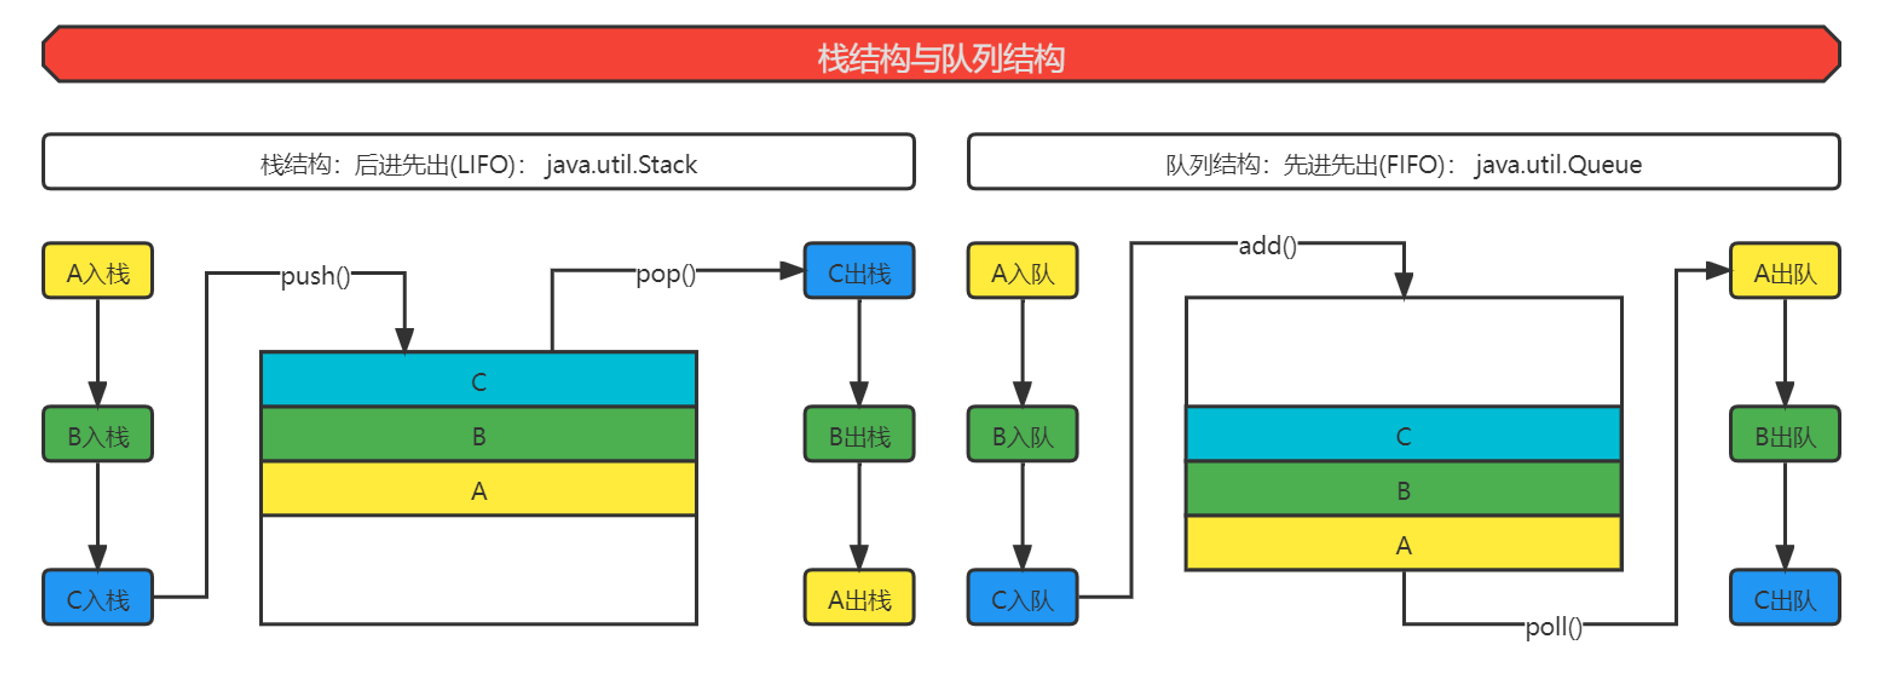 栈结构与队列结构
栈结构：后进先出(LIFO)： java.util.Stack
队列结构：先进先出(FIFO)： java.util.Queue
A入栈
push()
pop()
C出栈
C
B入栈
B
B出栈
A
C入栈
A出栈
A入队
add()
A出队
B入队
C
B出队
B
A
C入队
C出队
poll()